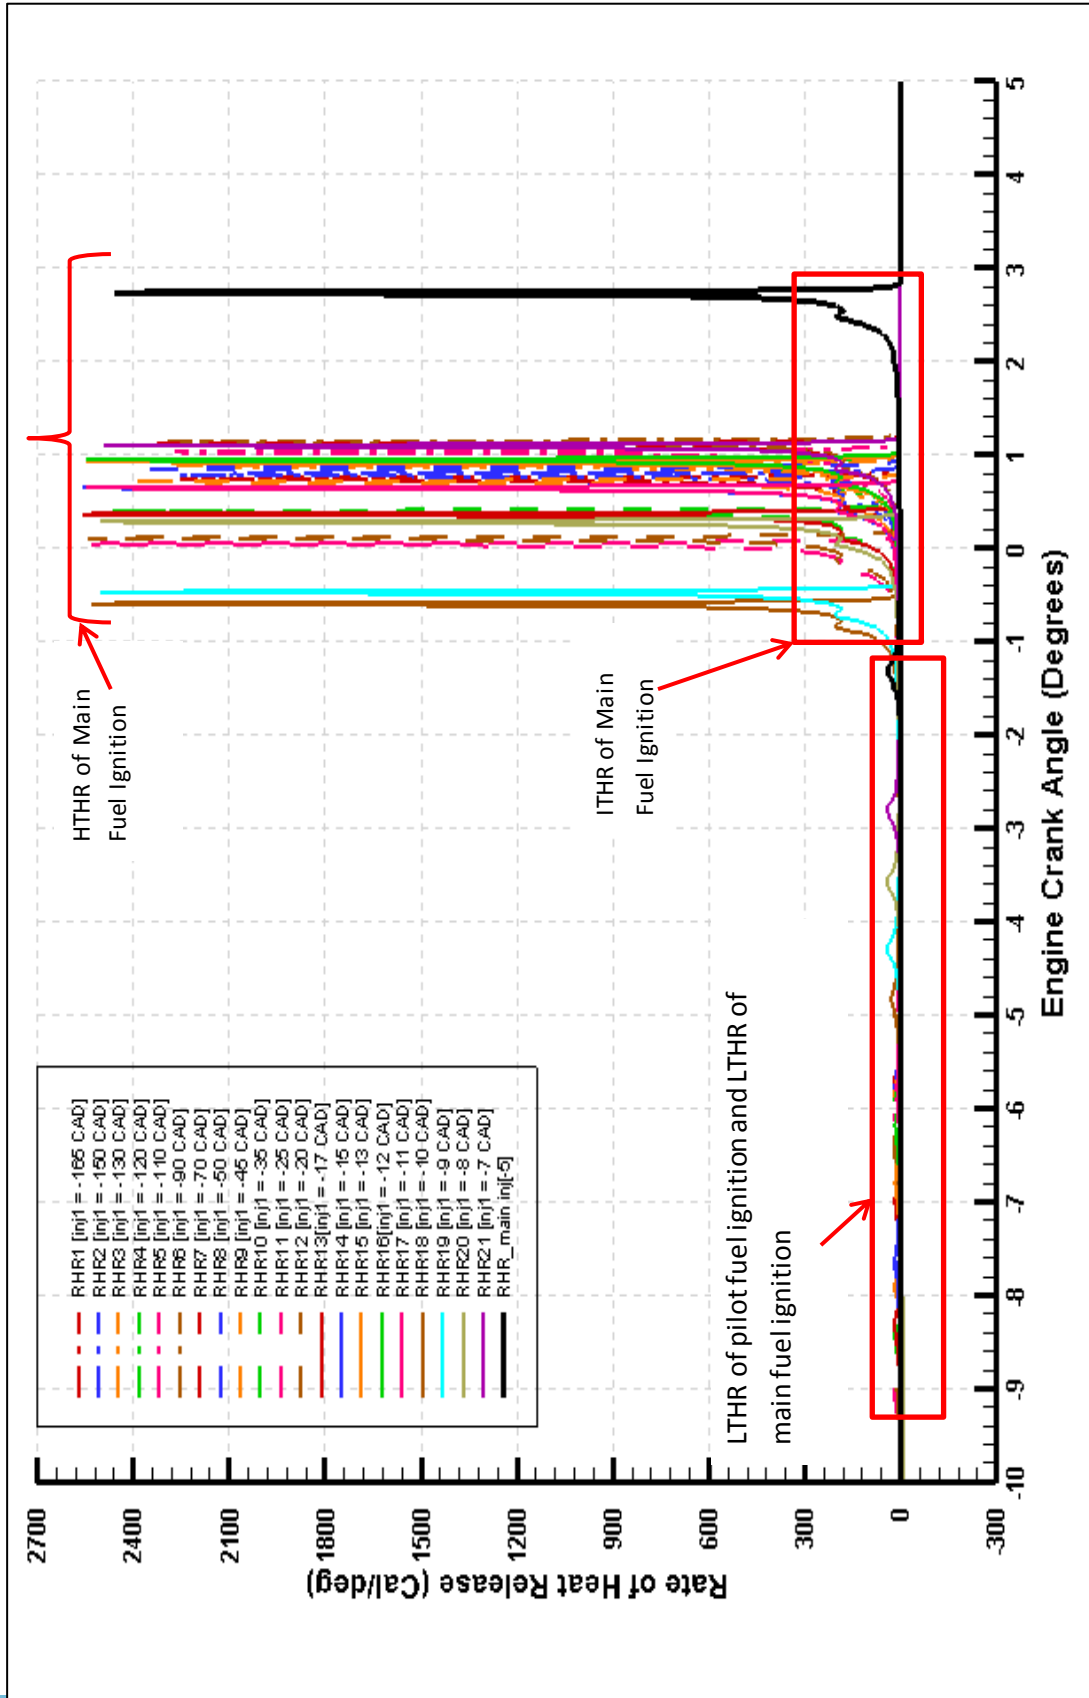 2700
2400
2100
1800
1500
1200
900
600
300
0
-300
Rate of Heat Release (Cal/deg)
-10
-9
-8
-7
-6
-5
-4
-3
-2
-1
0
1
2
3
4
5
Engine Crank Angle (Degrees)
RHR1 [inj1 = -165 CAD]
RHR2 [inj1 = -150 CAD]
RHR3 [inj1 = -130 CAD]
RHR4 [inj1 = -120 CAD]
RHR5 [inj1 = -110 CAD]
RHR6 [inj1 = -90 CAD]
RHR7 [inj1 = -70 CAD]
RHR8 [inj1 = -50 CAD]
RHR9 [inj1 = -45 CAD]
RHR10 [inj1 = -35 CAD]
RHR11 [inj1 = -25 CAD]
RHR12 [inj1 = -20 CAD]
RHR13[inj1 = -17 CAD]
RHR14 [inj1 = -15 CAD]
RHR15 [inj1 = -13 CAD]
RHR16[inj1 = -12 CAD]
RHR17 [inj1 = -11 CAD]
RHR18 [inj1 = -10 CAD]
RHR19 [inj1 = -9 CAD]
RHR20 [inj1 = -8 CAD]
RHR21 [inj1 = -7 CAD]
RHR_main inj[-5]
HTHR of Main
Fuel Ignition
ITHR of Main
Fuel Ignition
LTHR of pilot fuel ignition and LTHR of
main fuel ignition